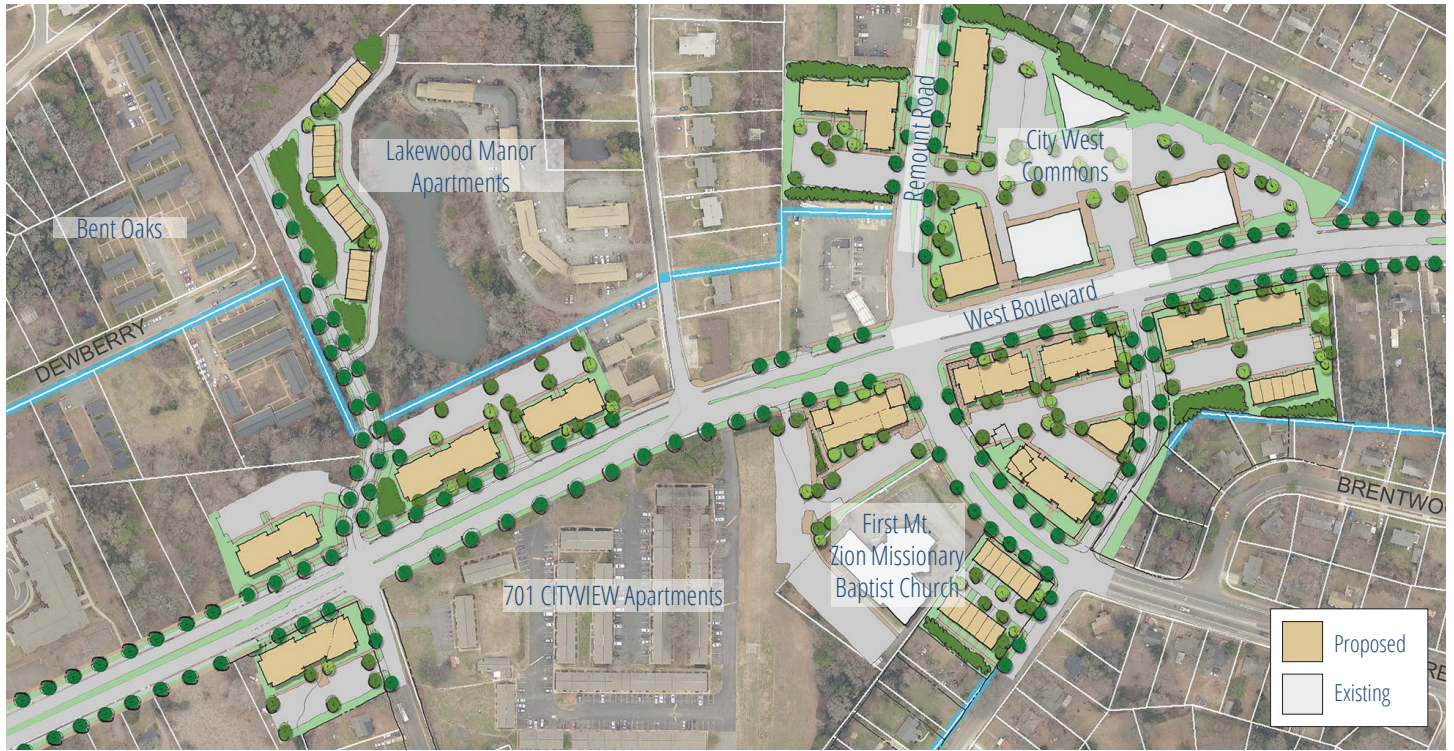 Remount Road
City West
Commons
Lakewood Manor
Apartments
Bent Oaks
DEWBERRY
West Boulevard
BRENTWO
First Mt.
Zion Missionary
Baptist Church
701 CITYVIEW Apartments
Proposed
Existing
RE